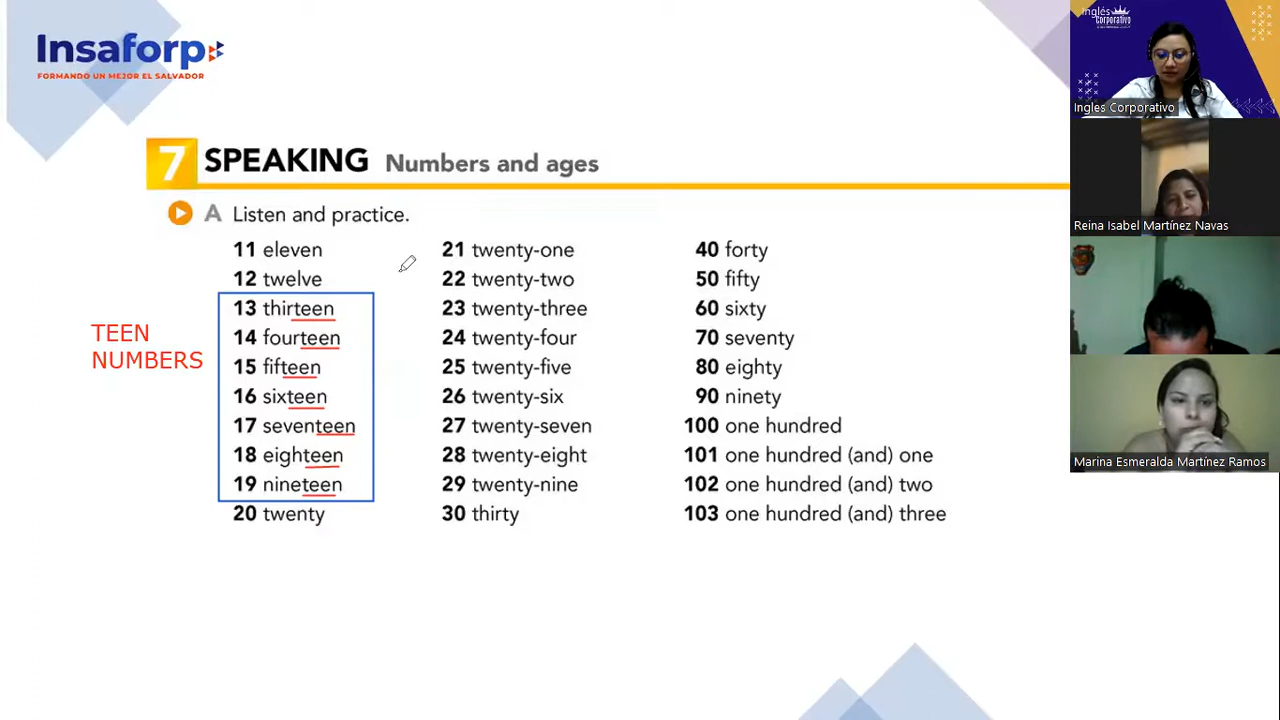 Insaforp
FORMANDO UN MEJOR EL SALVADOR
7 SPEAKING Numbers and ages
A Listen and practice.
11 eleven
12 twelve
13 thirteen
14 fourteen
15 fifteen
16 sixteen
17 seventeen
18 eighteen
19 nineteen
20 twenty
21 twenty-one
22 twenty-two
23 twenty-three
24 twenty-four
25 twenty-five
26 twenty-six
27 twenty-seven
28 twenty-eight
29 twenty-nine
30 thirty
40 forty
50 fifty
60 sixty
70 seventy
80 eighty
90 ninety
100 one hundred
101 one hundred (and) one
102 one hundred (and) two
103 one hundred (and) three
TEEN
NUMBERS
Inglés
Corporativo
Ingles Corporativo
Reina Isabel Martínez Navas
Marina Esmeralda Martínez Ramos